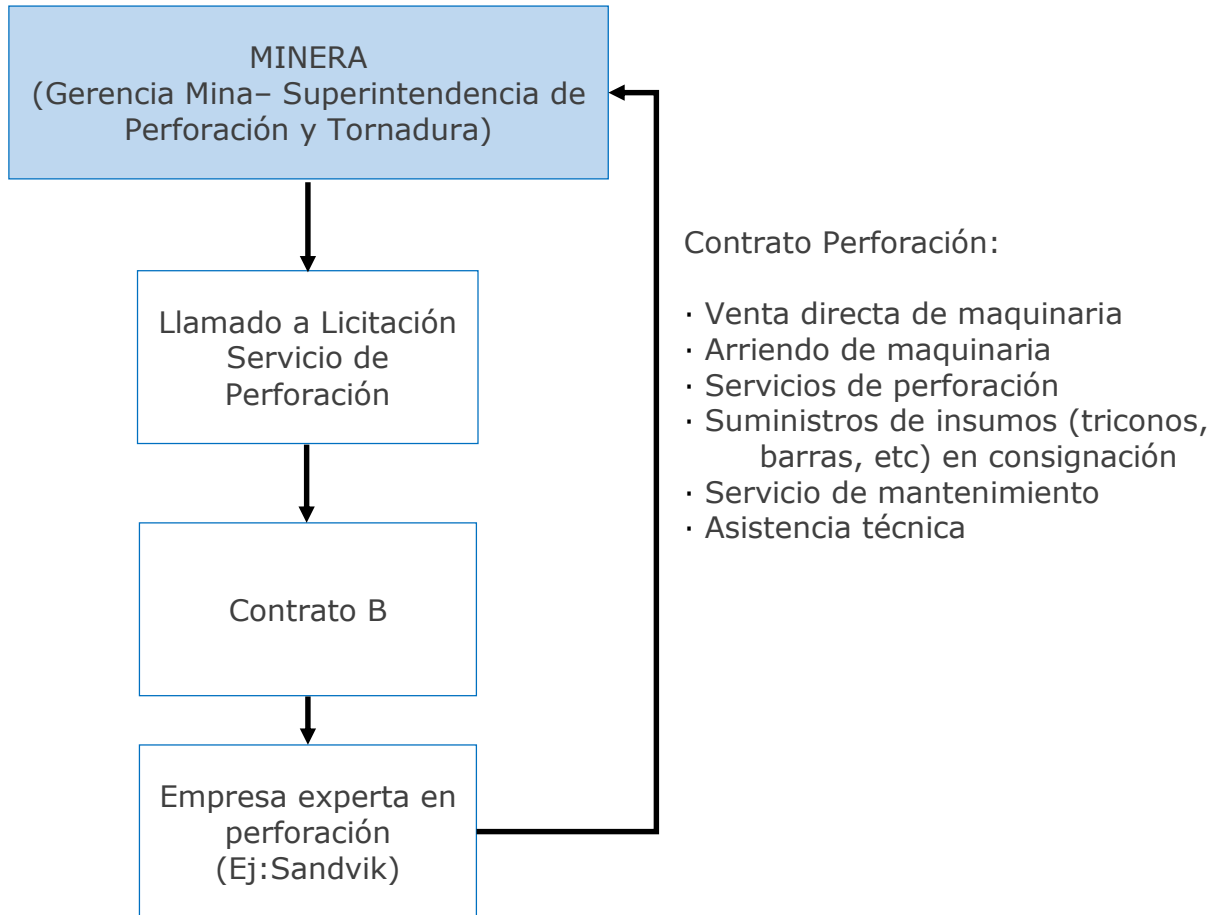 MINERA
(Gerencia Mina– Superintendencia de
Perforación y Tornadura)
Llamado a Licitación
Servicio de
Perforación
Contrato B
Empresa experta en
perforación
(Ej:Sandvik)
Contrato Perforación:
· Venta directa de maquinaria
· Arriendo de maquinaria
· Servicios de perforación
· Suministros de insumos (triconos,
barras, etc) en consignación
· Servicio de mantenimiento
· Asistencia técnica